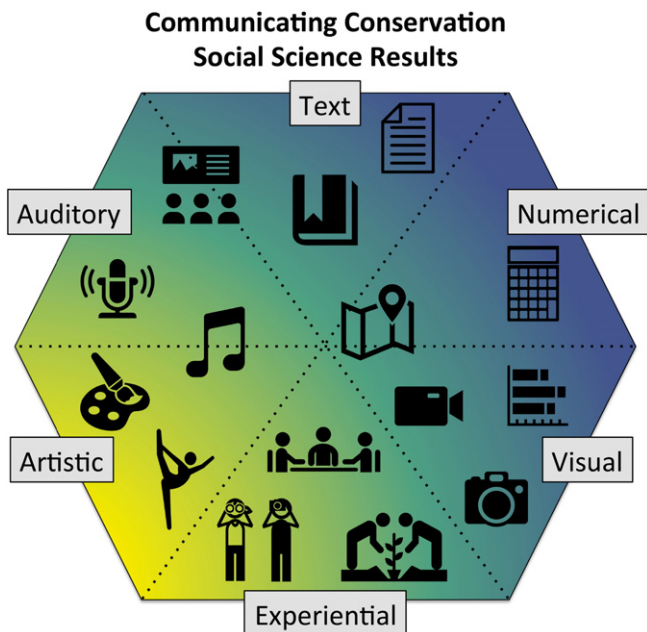 Communicating Conservation
Social Science Results
Text
Auditory
Numerical
Artistic
Visual
Experiential